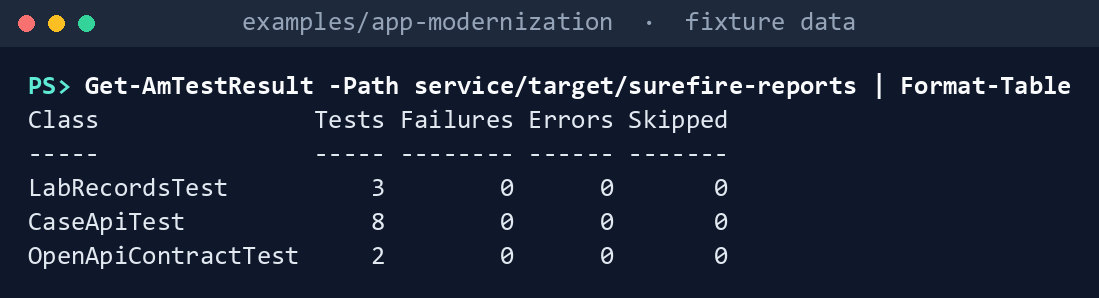 examples/app-modernization · fixture data
PS> Get-AmTestResult -Path service/target/surefire-reports | Format-Table
Class               Tests Failures Errors Skipped
-----               ----- -------- ------ -------
LabRecordsTest          3        0      0       0
CaseApiTest             8        0      0       0
OpenApiContractTest     2        0      0       0